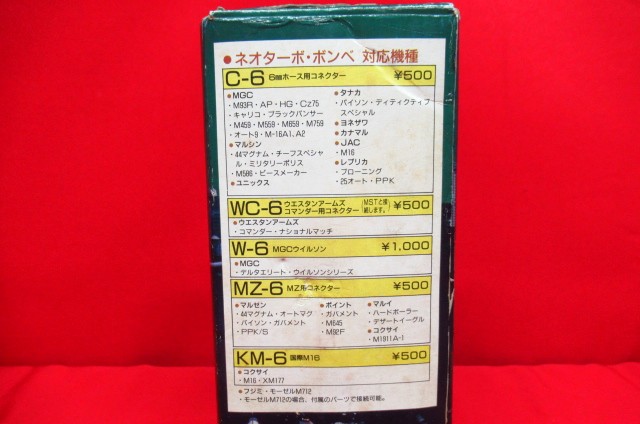 ●ネオターボ・ボンベ 対応機種
C-6 6㎜ホース用コネクター ¥500
●MGC
・M93R・AP・HG・Cz75
・キャリコ・ブラックパンサー
・M459・M559・M659・M759
・オート9・M-16A1、A2
●マルシン
・44マグナム・チーフスペシャル・ミリタリーポリス
・M586・ピースメーカー
●ユニックス
●タナカ
・パイソン・ディティクティブスペシャル
●ヨネザワ
●カナマル
●JAC
・M16
●レプリカ
・ブローニング
・25オート・PPK
WC-6 ウエスタンアームズ
コマンダー用コネクター ¥500
●ウエスタンアームズ
・コマンダー・ナショナルマッチ
W-6 MGCウイルソン ¥1,000
●MGC
・デルタエリート・ウイルソンシリーズ
MZ-6 MZ用コネクター ¥500
●マルゼン
・44マグナム・オートマグ
・パイソン・ガバメント
・PPK/S
●ポイント
・ガバメント
・M645
・M92F
●マルイ
・ハードボーラー
・デザートイーグル
●コクサイ
・M1911A-1
KM-6 国際M16 ¥500
●コクサイ
・M16・XM177
●フジミ・モーゼルM712
・モーゼルM712の場合、付属のパーツで接続可能。